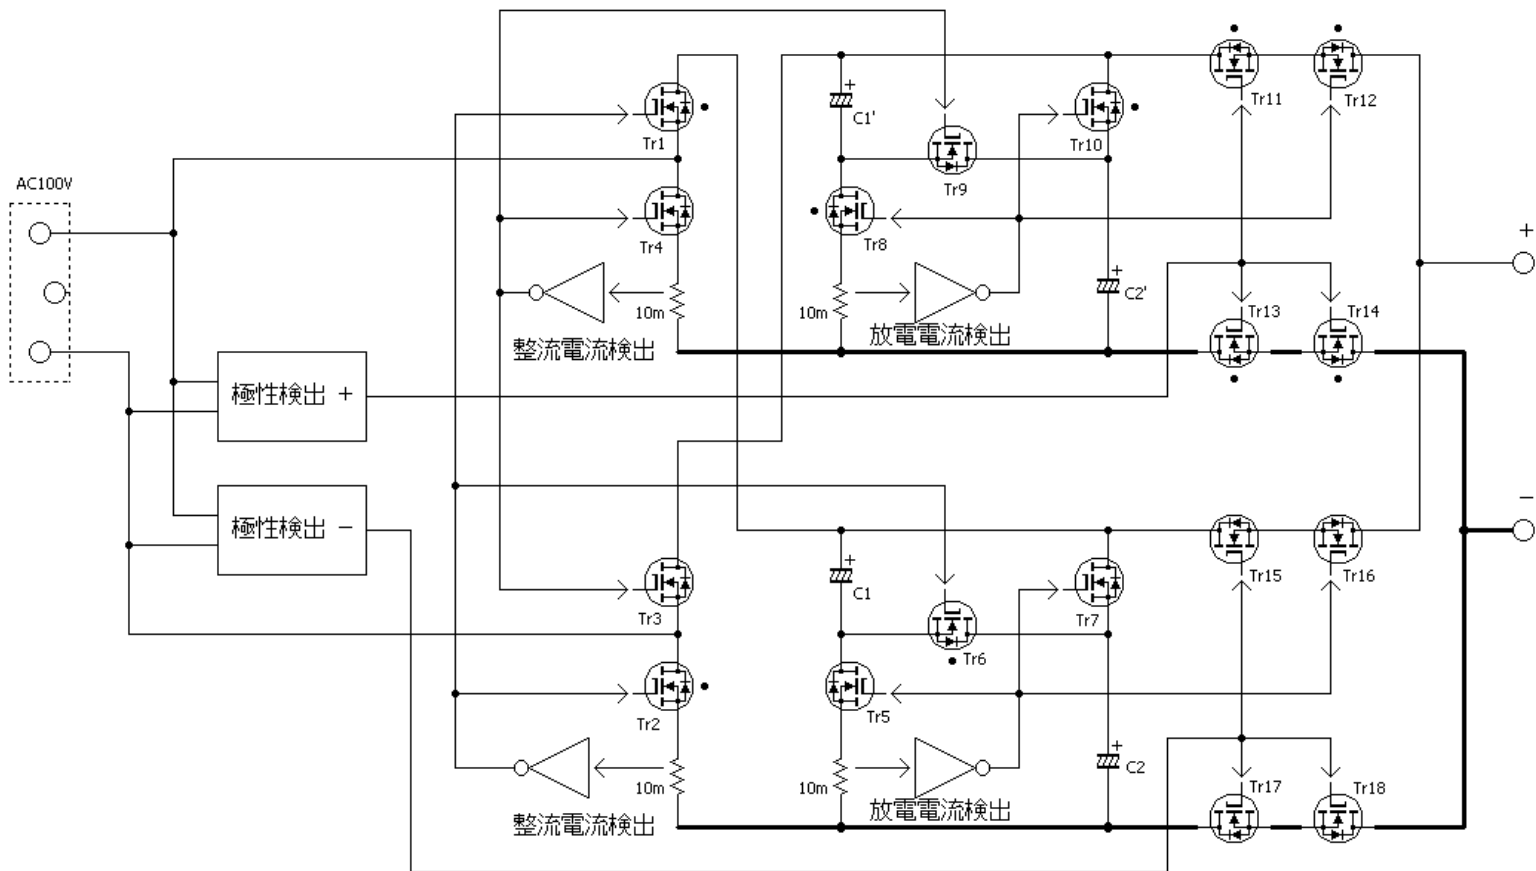 Tr11
Tr12
+
C1'
Tr1
Tr10
AC100V
Tr9
Tr4
Tr8
+
+
C2'
10m
10m
Tr13
Tr14
放電電流検出
整流電流検出
極性検出 +
−
極性検出 −
+
C1
Tr15
Tr16
Tr3
Tr7
Tr6
Tr5
Tr2
+
C2
10m
10m
Tr17
Tr18
放電電流検出
整流電流検出